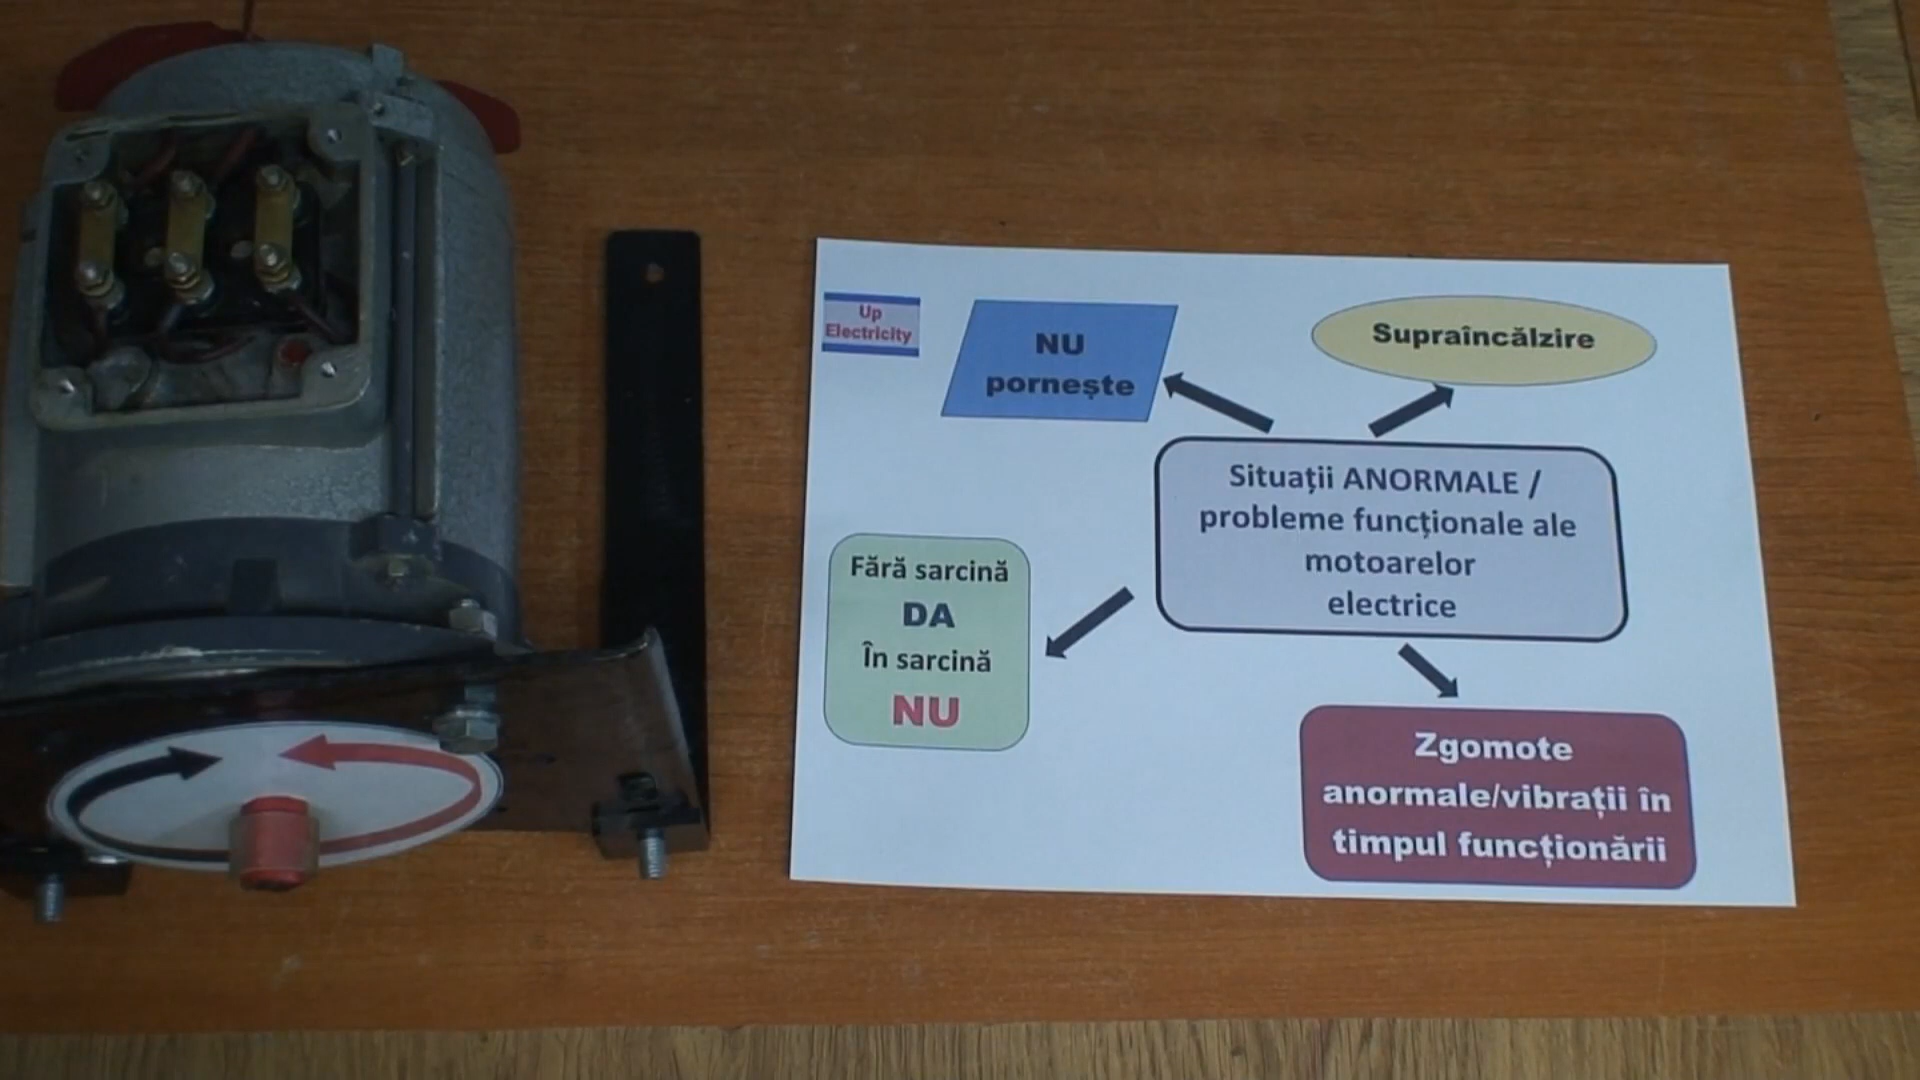 Up
Electricity
NU
pornește
Supraîncălzire
Situații ANORMALE /
probleme funcționale ale
motoarelor
electrice
Fără sarcină
DA
În sarcină
NU
Zgomote
anormale/vibrații în
timpul funcționării